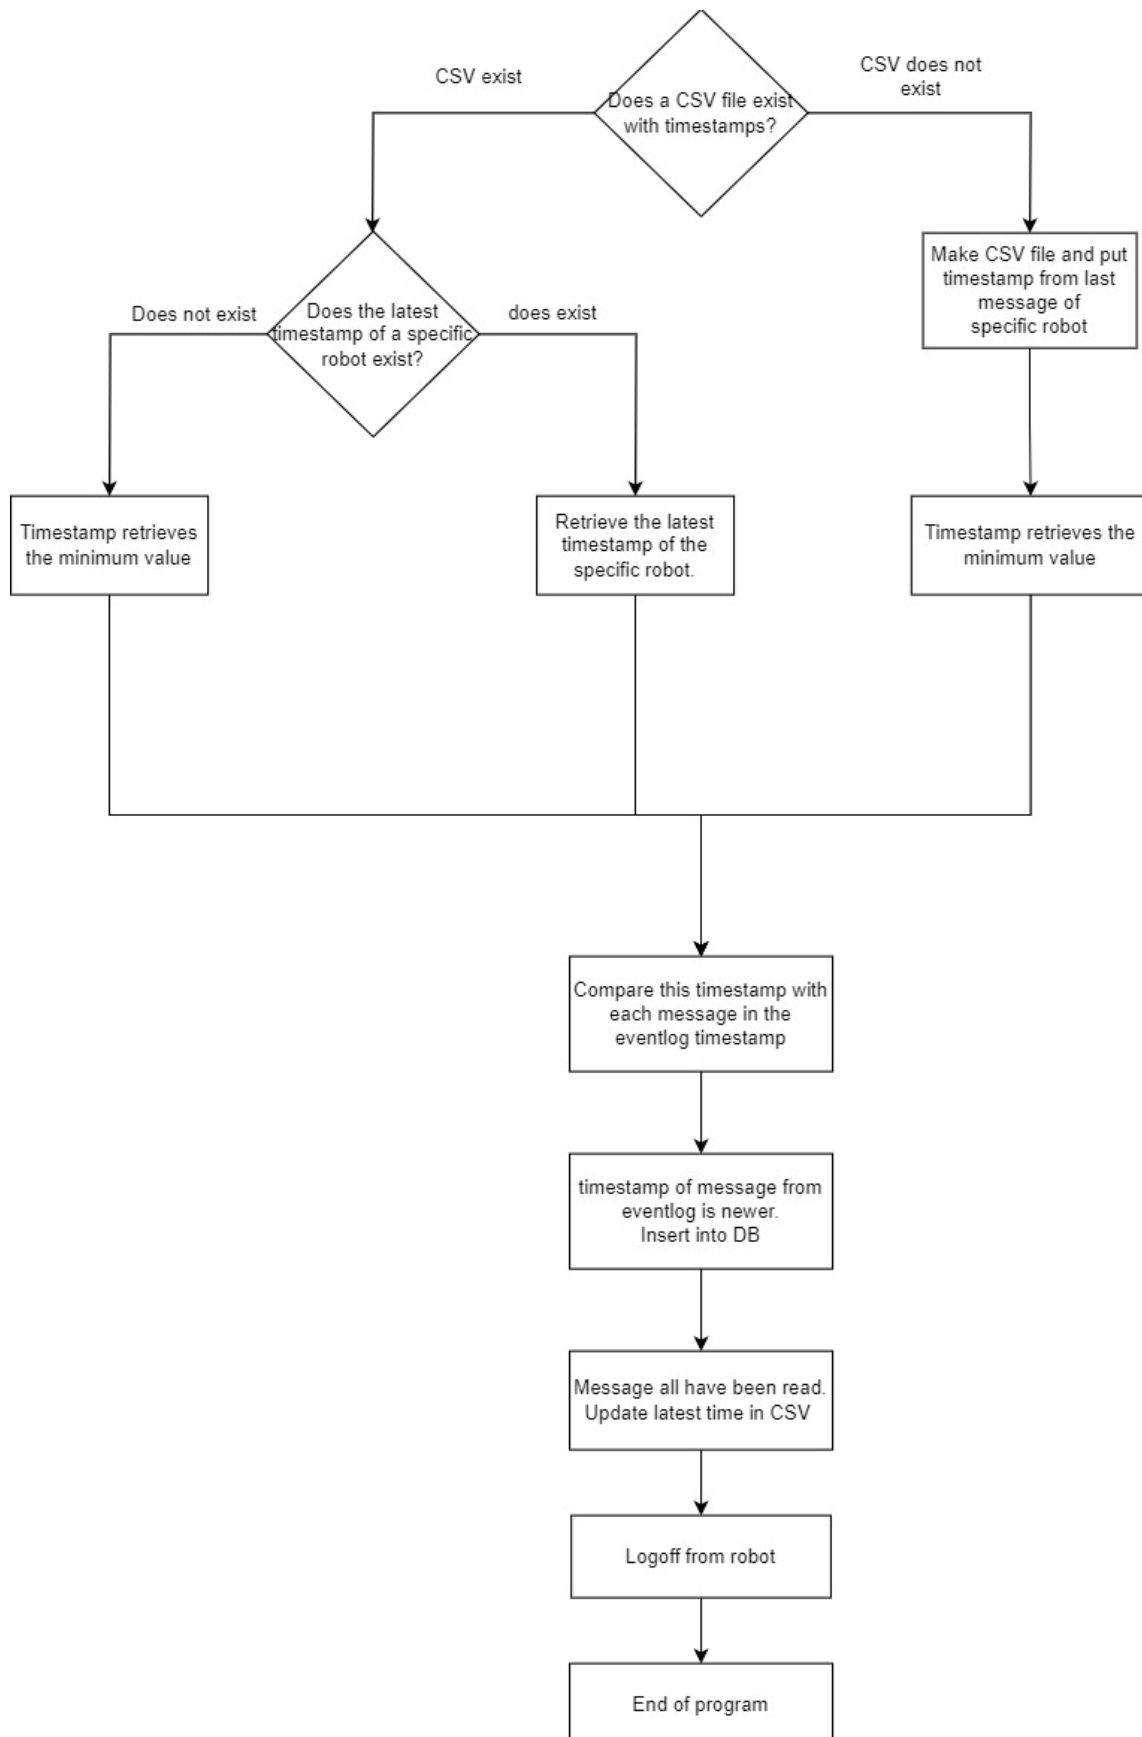 CSV exist
CSV does not
exist
Does a CSV file exist
with timestamps?
Make CSV file and put
timestamp from last
message of
specific robot
Does not exist
Does the latest
timestamp of a specific
robot exist?
does exist
Timestamp retrieves
the minimum value
Retrieve the latest
timestamp of the
specific robot.
Timestamp retrieves the
minimum value
Compare this timestamp with
each message in the
eventlog timestamp
timestamp of message from
eventlog is newer.
Insert into DB
Message all have been read.
Update latest time in CSV
Logoff from robot
End of program